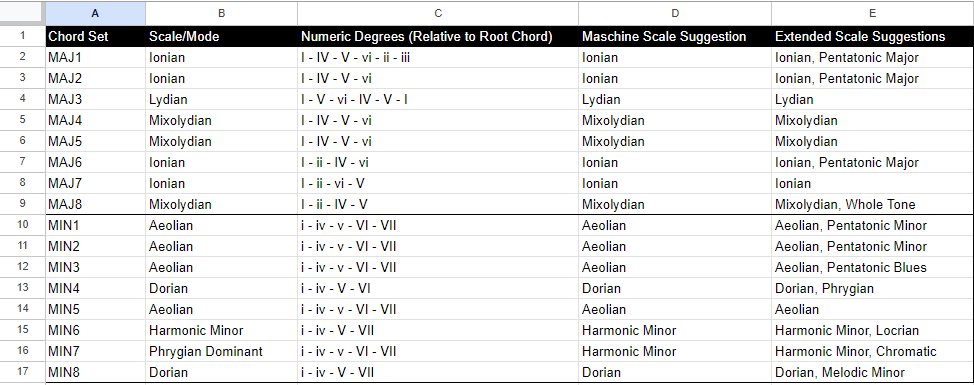 A B C D E
1 Chord Set Scale/Mode Numeric Degrees (Relative to Root Chord) Maschine Scale Suggestion Extended Scale Suggestions
2 MAJ1 Ionian I - IV - V - vi - ii - iii Ionian Ionian, Pentatonic Major
3 MAJ2 Ionian I - IV - V - vi Ionian Ionian, Pentatonic Major
4 MAJ3 Lydian I - V - vi - IV - V - I Lydian Lydian
5 MAJ4 Mixolydian I - IV - V - vi Mixolydian Mixolydian
6 MAJ5 Mixolydian I - IV - V - vi Mixolydian Mixolydian
7 MAJ6 Ionian I - ii - IV - vi Ionian Ionian, Pentatonic Major
8 MAJ7 Ionian I - ii - vi - V Ionian Ionian
9 MAJ8 Mixolydian I - ii - IV - V Mixolydian Mixolydian, Whole Tone
10 MIN1 Aeolian i - iv - v - VI - VII Aeolian Aeolian, Pentatonic Minor
11 MIN2 Aeolian i - iv - v - VI - VII Aeolian Aeolian, Pentatonic Minor
12 MIN3 Aeolian i - iv - v - VI - VII Aeolian Aeolian, Pentatonic Blues
13 MIN4 Dorian i - iv - V - VI Dorian Dorian, Phrygian
14 MIN5 Aeolian i - iv - v - VI - VII Aeolian Aeolian
15 MIN6 Harmonic Minor i - iv - V - VII Harmonic Minor Harmonic Minor, Locrian
16 MIN7 Phrygian Dominant i - iv - v - VI - VII Harmonic Minor Harmonic Minor, Chromatic
17 MIN8 Dorian i - iv - V - VII Dorian Dorian, Melodic Minor